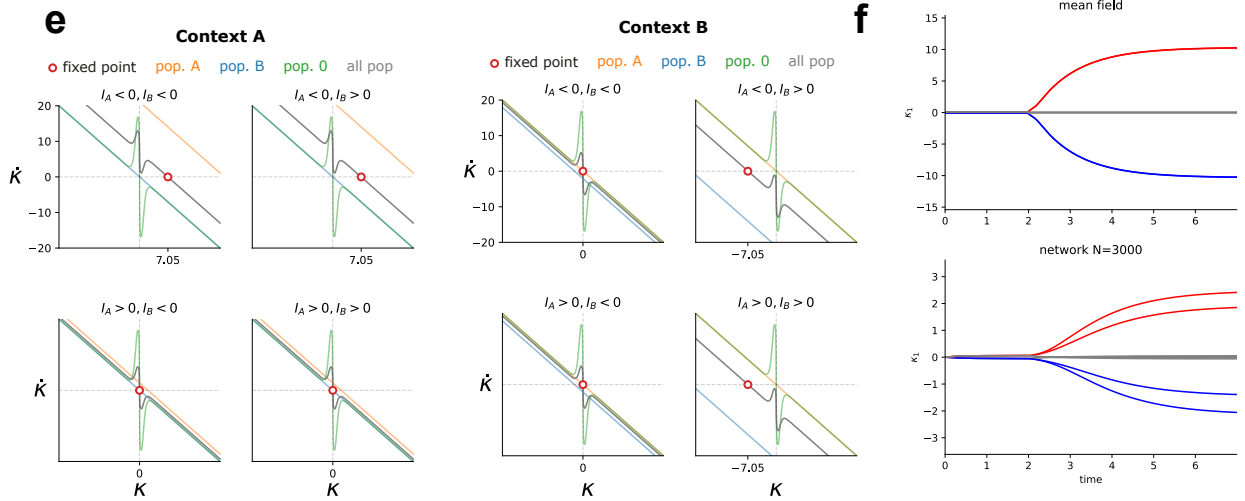 e
Context A
fixed point pop. A pop. B pop. 0 all pop
I_A < 0, I_B < 0
I_A < 0, I_B > 0
20
10
0
−10
−20
K̇
7.05
7.05
I_A > 0, I_B < 0
I_A > 0, I_B > 0
K̇
0
0
K
K
Context B
fixed point pop. A pop. B pop. 0 all pop
I_A < 0, I_B < 0
I_A < 0, I_B > 0
20
10
0
−10
−20
0
−7.05
I_A > 0, I_B < 0
I_A > 0, I_B > 0
0
−7.05
K
K
f
mean field
15
10
5
0
−5
−10
−15
κ₁
0 1 2 3 4 5 6
network N=3000
3
2
1
0
−1
−2
−3
κ₁
0 1 2 3 4 5 6
time